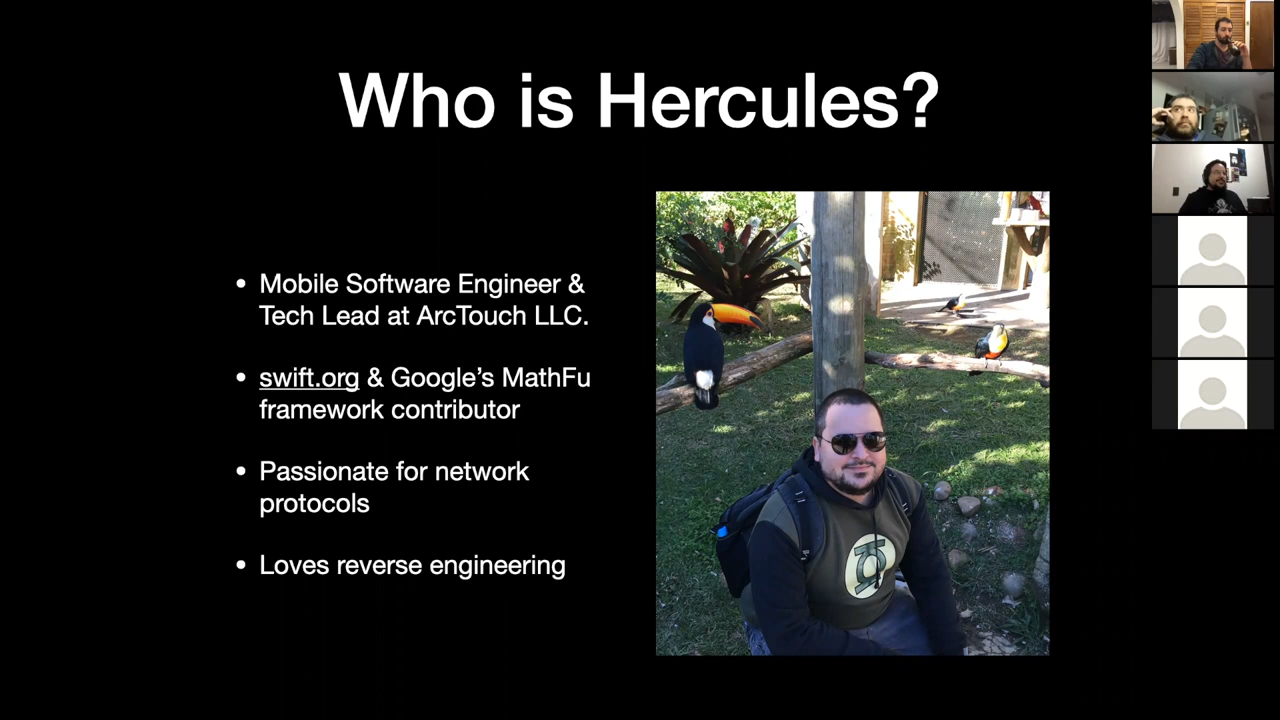 Who is Hercules?
• Mobile Software Engineer &
Tech Lead at ArcTouch LLC.
• swift.org & Google's MathFu
framework contributor
• Passionate for network
protocols
• Loves reverse engineering